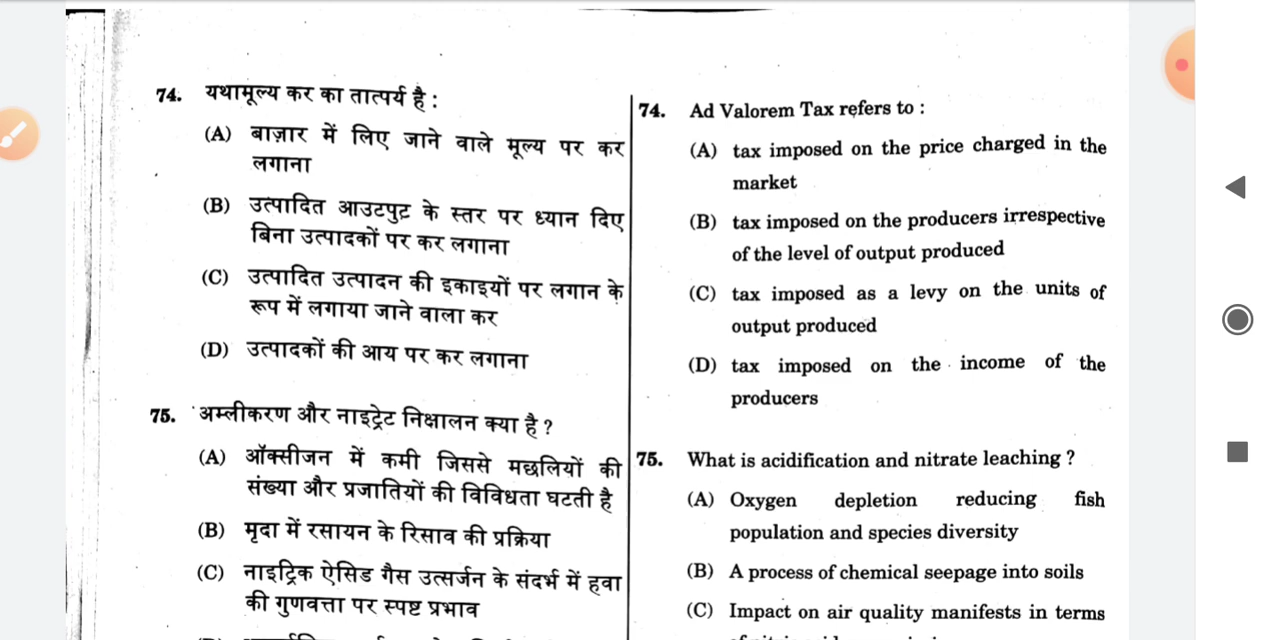 74. यथामूल्य कर का तात्पर्य है :
(A) बाज़ार में लिए जाने वाले मूल्य पर कर
लगाना
(B) उत्पादित आउटपुट के स्तर पर ध्यान दिए
बिना उत्पादकों पर कर लगाना
(C) उत्पादित उत्पादन की इकाइयों पर लगान के
रूप में लगाया जाने वाला कर
(D) उत्पादकों की आय पर कर लगाना
75. अम्लीकरण और नाइट्रेट निक्षालन क्या है ?
(A) ऑक्सीजन में कमी जिससे मछलियों की
संख्या और प्रजातियों की विविधता घटती है
(B) मृदा में रसायन के रिसाव की प्रक्रिया
(C) नाइट्रिक ऐसिड गैस उत्सर्जन के संदर्भ में हवा
की गुणवत्ता पर स्पष्ट प्रभाव
74. Ad Valorem Tax refers to :
(A) tax imposed on the price charged in the
market
(B) tax imposed on the producers irrespective
of the level of output produced
(C) tax imposed as a levy on the units of
output produced
(D) tax imposed on the income of the
producers
75. What is acidification and nitrate leaching ?
(A) Oxygen depletion reducing fish
population and species diversity
(B) A process of chemical seepage into soils
(C) Impact on air quality manifests in terms